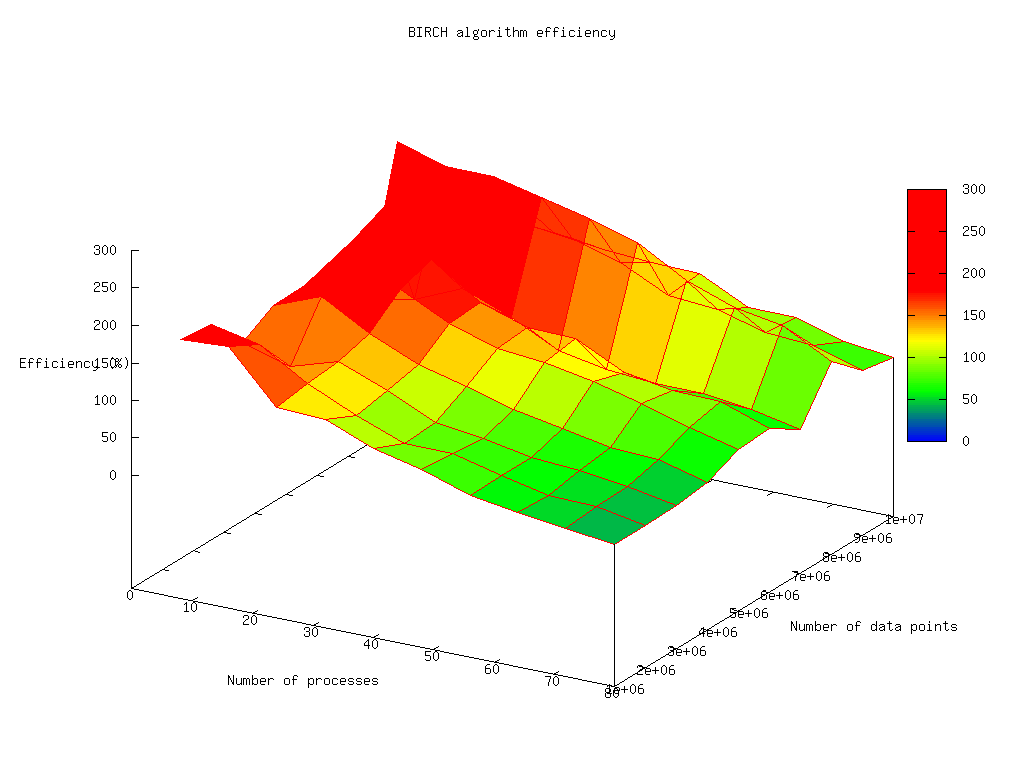 BIRCH algorithm efficiency
300
250
200
150
100
50
0
Efficiency (%)
300
250
200
150
100
50
0
0
10
20
30
40
50
60
70
80
Number of processes
1e+06
2e+06
3e+06
4e+06
5e+06
6e+06
7e+06
8e+06
9e+06
1e+07
Number of data points